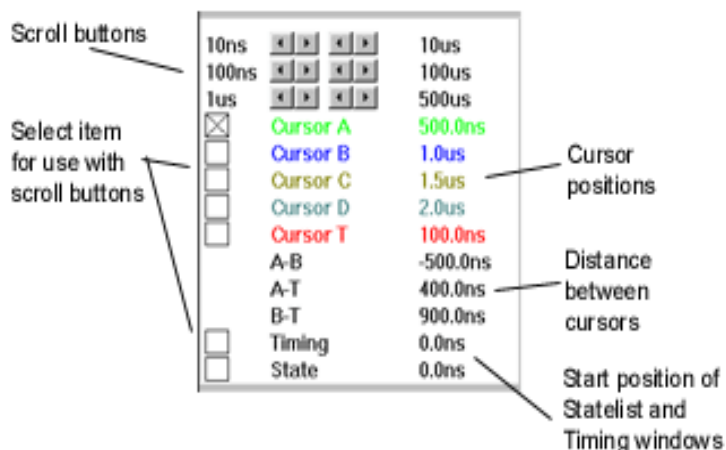 Scroll buttons
10ns 10us
100ns 100us
1us 500us
Select item
for use with
scroll buttons
Cursor A 500.0ns
Cursor B 1.0us
Cursor C 1.5us
Cursor D 2.0us
Cursor T 100.0ns
A-B -500.0ns
A-T 400.0ns
B-T 900.0ns
Timing 0.0ns
State 0.0ns
Cursor
positions
Distance
between
cursors
Start position of
Statelist and
Timing windows